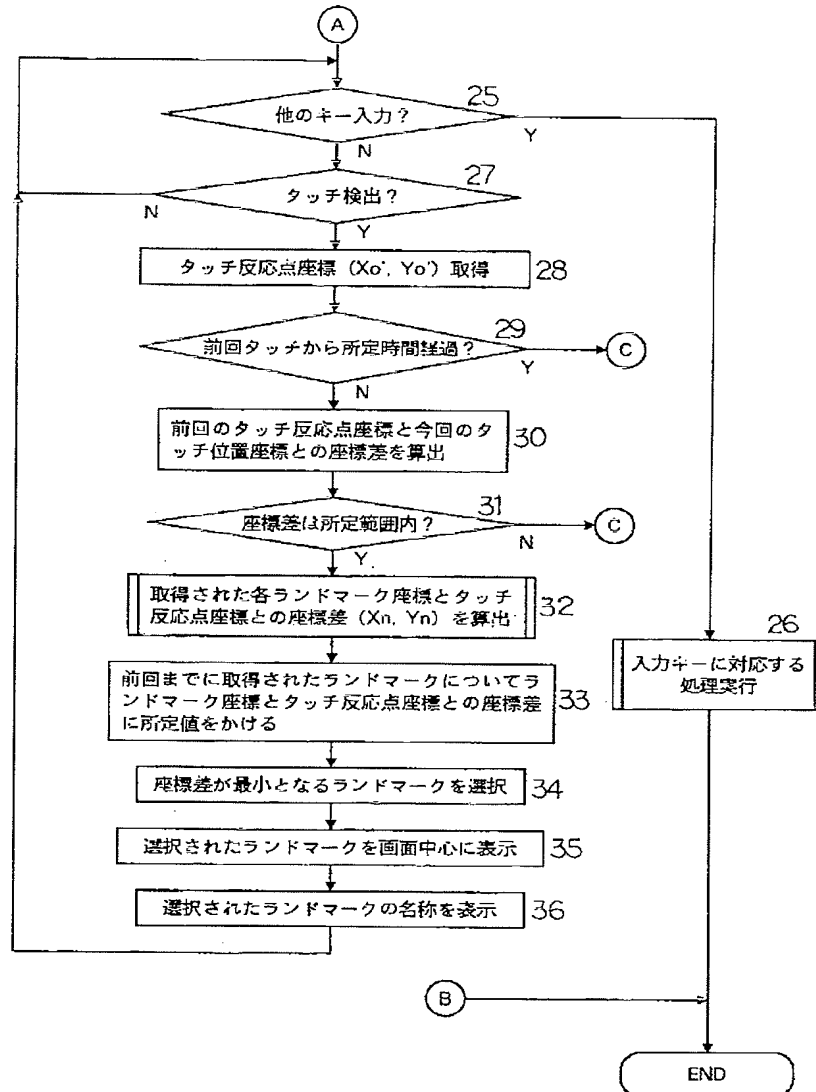 A
他のキー入力？
25
Y
N
タッチ検出？
27
N
Y
タッチ反応点座標（Xo', Yo'）取得
28
前回タッチから所定時間経過？
29
Y
C
N
前回のタッチ反応点座標と今回のタ
ッチ位置座標との座標差を算出
30
座標差は所定範囲内？
31
N
C
Y
取得された各ランドマーク座標とタッチ
反応点座標との座標差（Xn, Yn）を算出
32
26
入力キーに対応する
処理実行
前回までに取得されたランドマークについてラ
ンドマーク座標とタッチ反応点座標との座標差
に所定値をかける
33
座標差が最小となるランドマークを選択
34
選択されたランドマークを画面中心に表示
35
選択されたランドマークの名称を表示
36
B
END